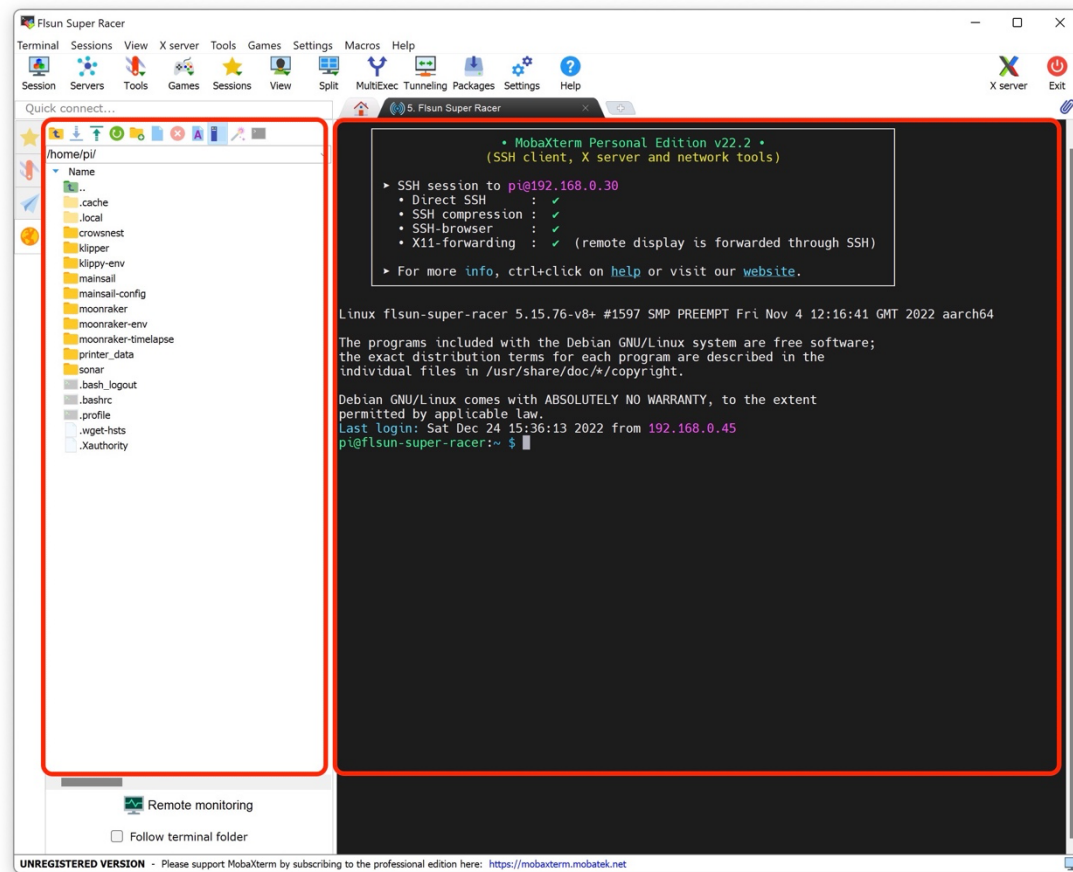 Flsun Super Racer
Terminal Sessions View X server Tools Games Settings Macros Help
Session Servers Tools Games Sessions View Split MultiExec Tunneling Packages Settings Help X server Exit
Quick connect...
5. Flsun Super Racer
/home/pi/
Name
..
.cache
.local
crowsnest
klipper
klippy-env
mainsail
mainsail-config
moonraker
moonraker-env
moonraker-timelapse
printer_data
sonar
.bash_logout
.bashrc
.profile
.wget-hsts
.Xauthority
Remote monitoring
Follow terminal folder
• MobaXterm Personal Edition v22.2 •
(SSH client, X server and network tools)
➤ SSH session to pi@192.168.0.30
• Direct SSH : ✔
• SSH compression : ✔
• SSH-browser : ✔
• X11-forwarding : ✔ (remote display is forwarded through SSH)
➤ For more info, ctrl+click on help or visit our website.
Linux flsun-super-racer 5.15.76-v8+ #1597 SMP PREEMPT Fri Nov 4 12:16:41 GMT 2022 aarch64
The programs included with the Debian GNU/Linux system are free software;
the exact distribution terms for each program are described in the
individual files in /usr/share/doc/*/copyright.
Debian GNU/Linux comes with ABSOLUTELY NO WARRANTY, to the extent
permitted by applicable law.
Last login: Sat Dec 24 15:36:13 2022 from 192.168.0.45
pi@flsun-super-racer:~ $
UNREGISTERED VERSION - Please support MobaXterm by subscribing to the professional edition here: https://mobaxterm.mobatek.net